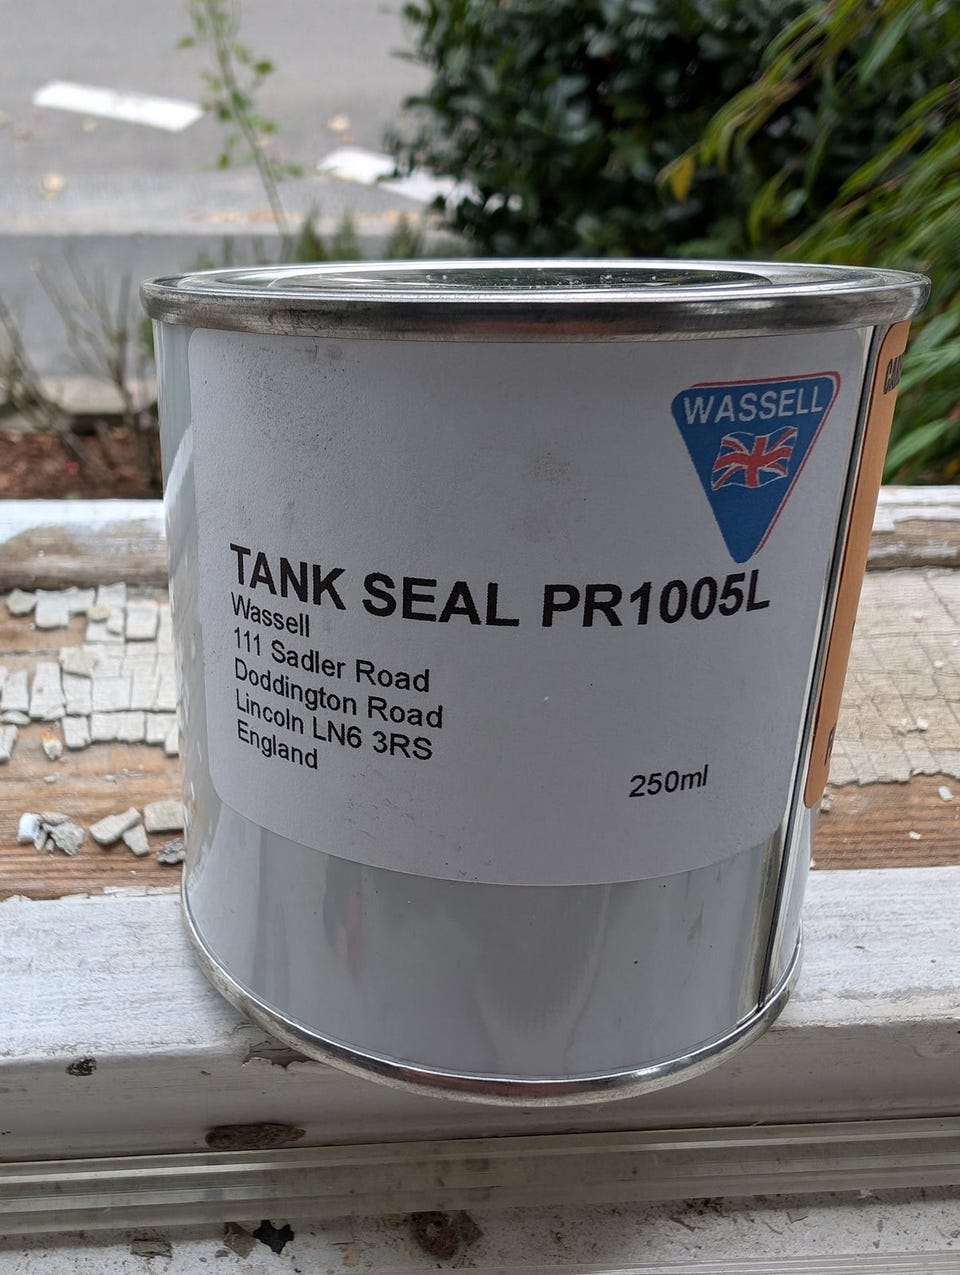 WASSELL
TANK SEAL PR1005L
Wassell
111 Sadler Road
Doddington Road
Lincoln LN6 3RS
England
250ml